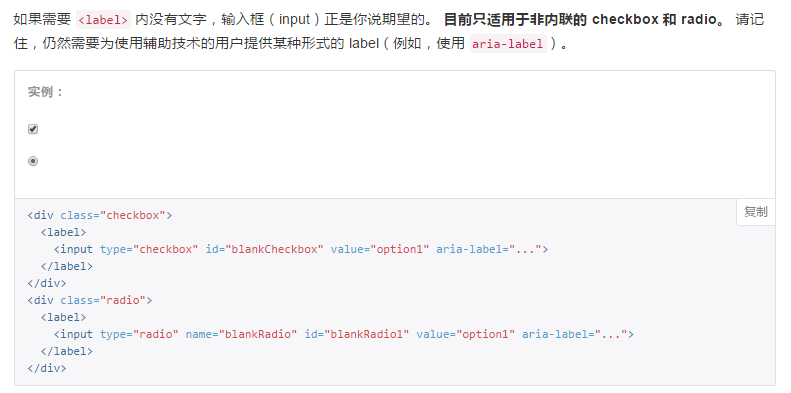 如果需要 <label> 内没有文字，输入框（input）正是你说期望的。 目前只适用于非内联的 checkbox 和 radio。 请记
住，仍然需要为使用辅助技术的用户提供某种形式的 label（例如，使用 aria-label）。
实例：
复制
<div class="checkbox">
  <label>
    <input type="checkbox" id="blankCheckbox" value="option1" aria-label="...">
  </label>
</div>
<div class="radio">
  <label>
    <input type="radio" name="blankRadio" id="blankRadio1" value="option1" aria-label="...">
  </label>
</div>